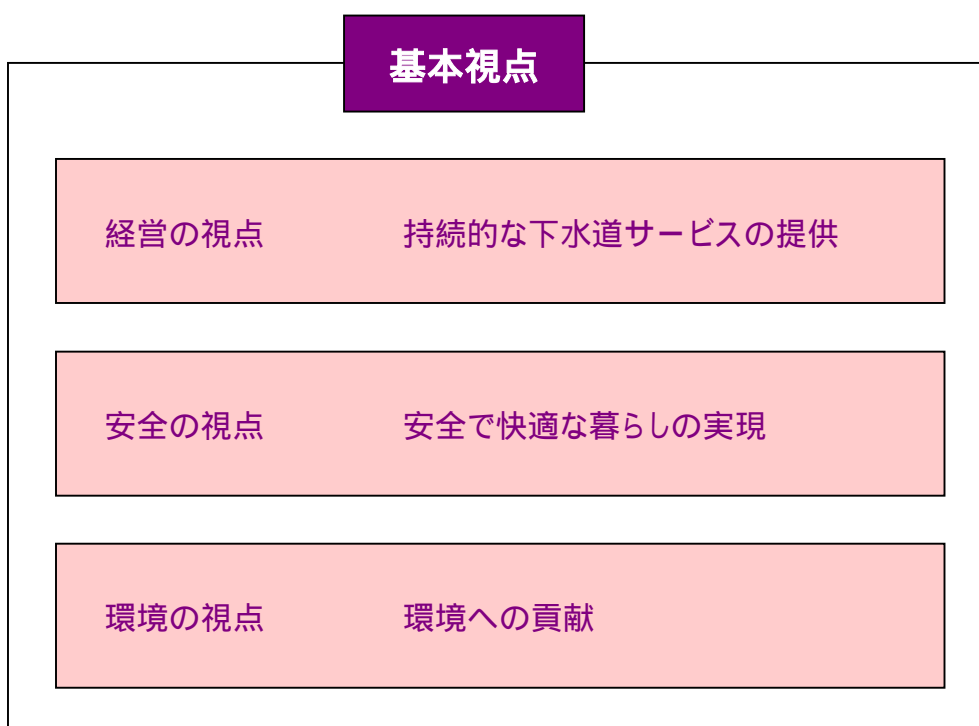 基本視点
経営の視点 持続的な下水道サービスの提供
安全の視点 安全で快適な暮らしの実現
環境の視点 環境への貢献